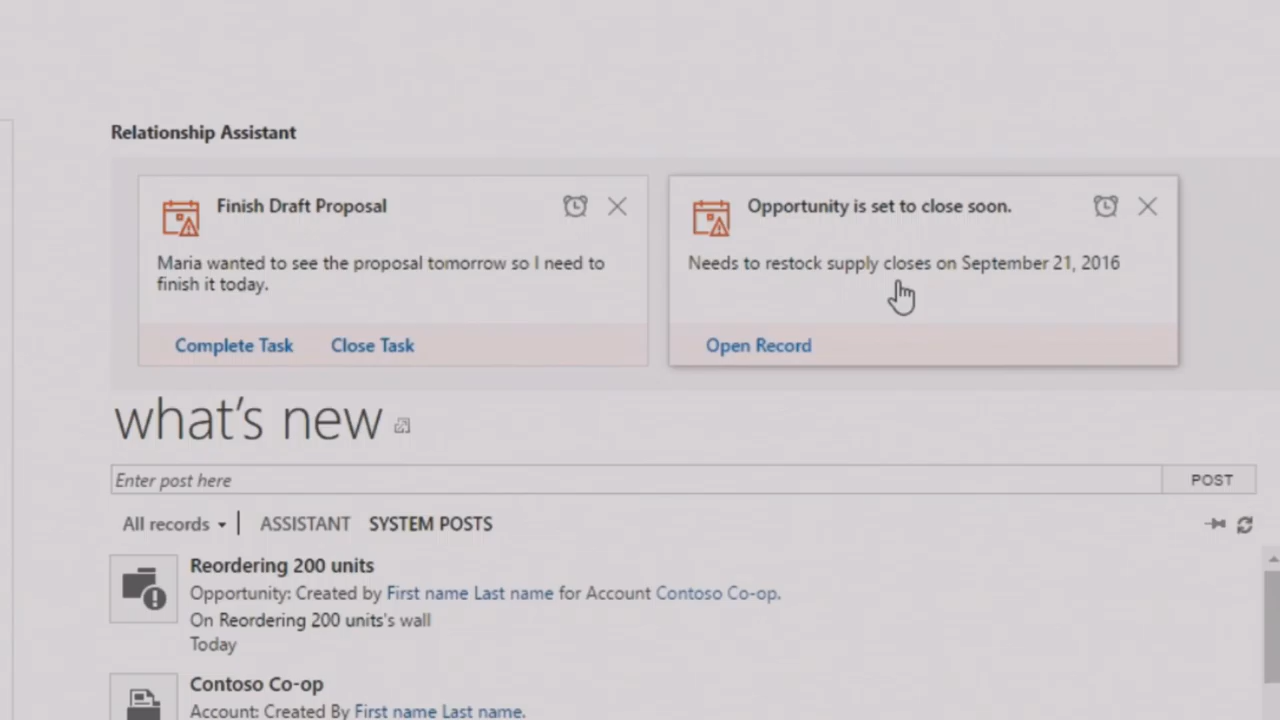 Relationship Assistant
Finish Draft Proposal
Maria wanted to see the proposal tomorrow so I need to
finish it today.
Complete Task Close Task
Opportunity is set to close soon.
Needs to restock supply closes on September 21, 2016
Open Record
what's new
Enter post here
POST
All records ASSISTANT SYSTEM POSTS
Reordering 200 units
Opportunity: Created by First name Last name for Account Contoso Co-op.
On Reordering 200 units's wall
Today
Contoso Co-op
Account: Created By First name Last name.